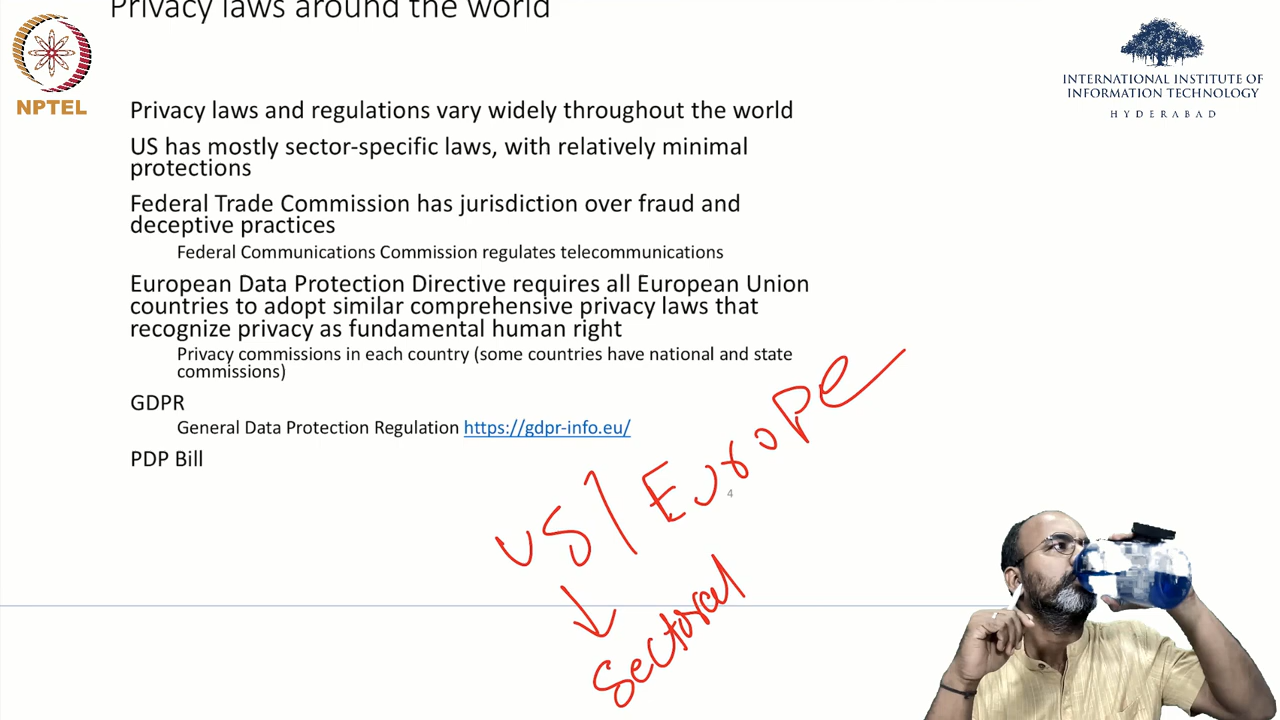 Privacy laws around the world
NPTEL
INTERNATIONAL INSTITUTE OF
INFORMATION TECHNOLOGY
HYDERABAD
Privacy laws and regulations vary widely throughout the world
US has mostly sector-specific laws, with relatively minimal
protections
Federal Trade Commission has jurisdiction over fraud and
deceptive practices
Federal Communications Commission regulates telecommunications
European Data Protection Directive requires all European Union
countries to adopt similar comprehensive privacy laws that
recognize privacy as fundamental human right
Privacy commissions in each country (some countries have national and state
commissions)
GDPR
General Data Protection Regulation https://gdpr-info.eu/
PDP Bill
US/Europe
4
Sectoral